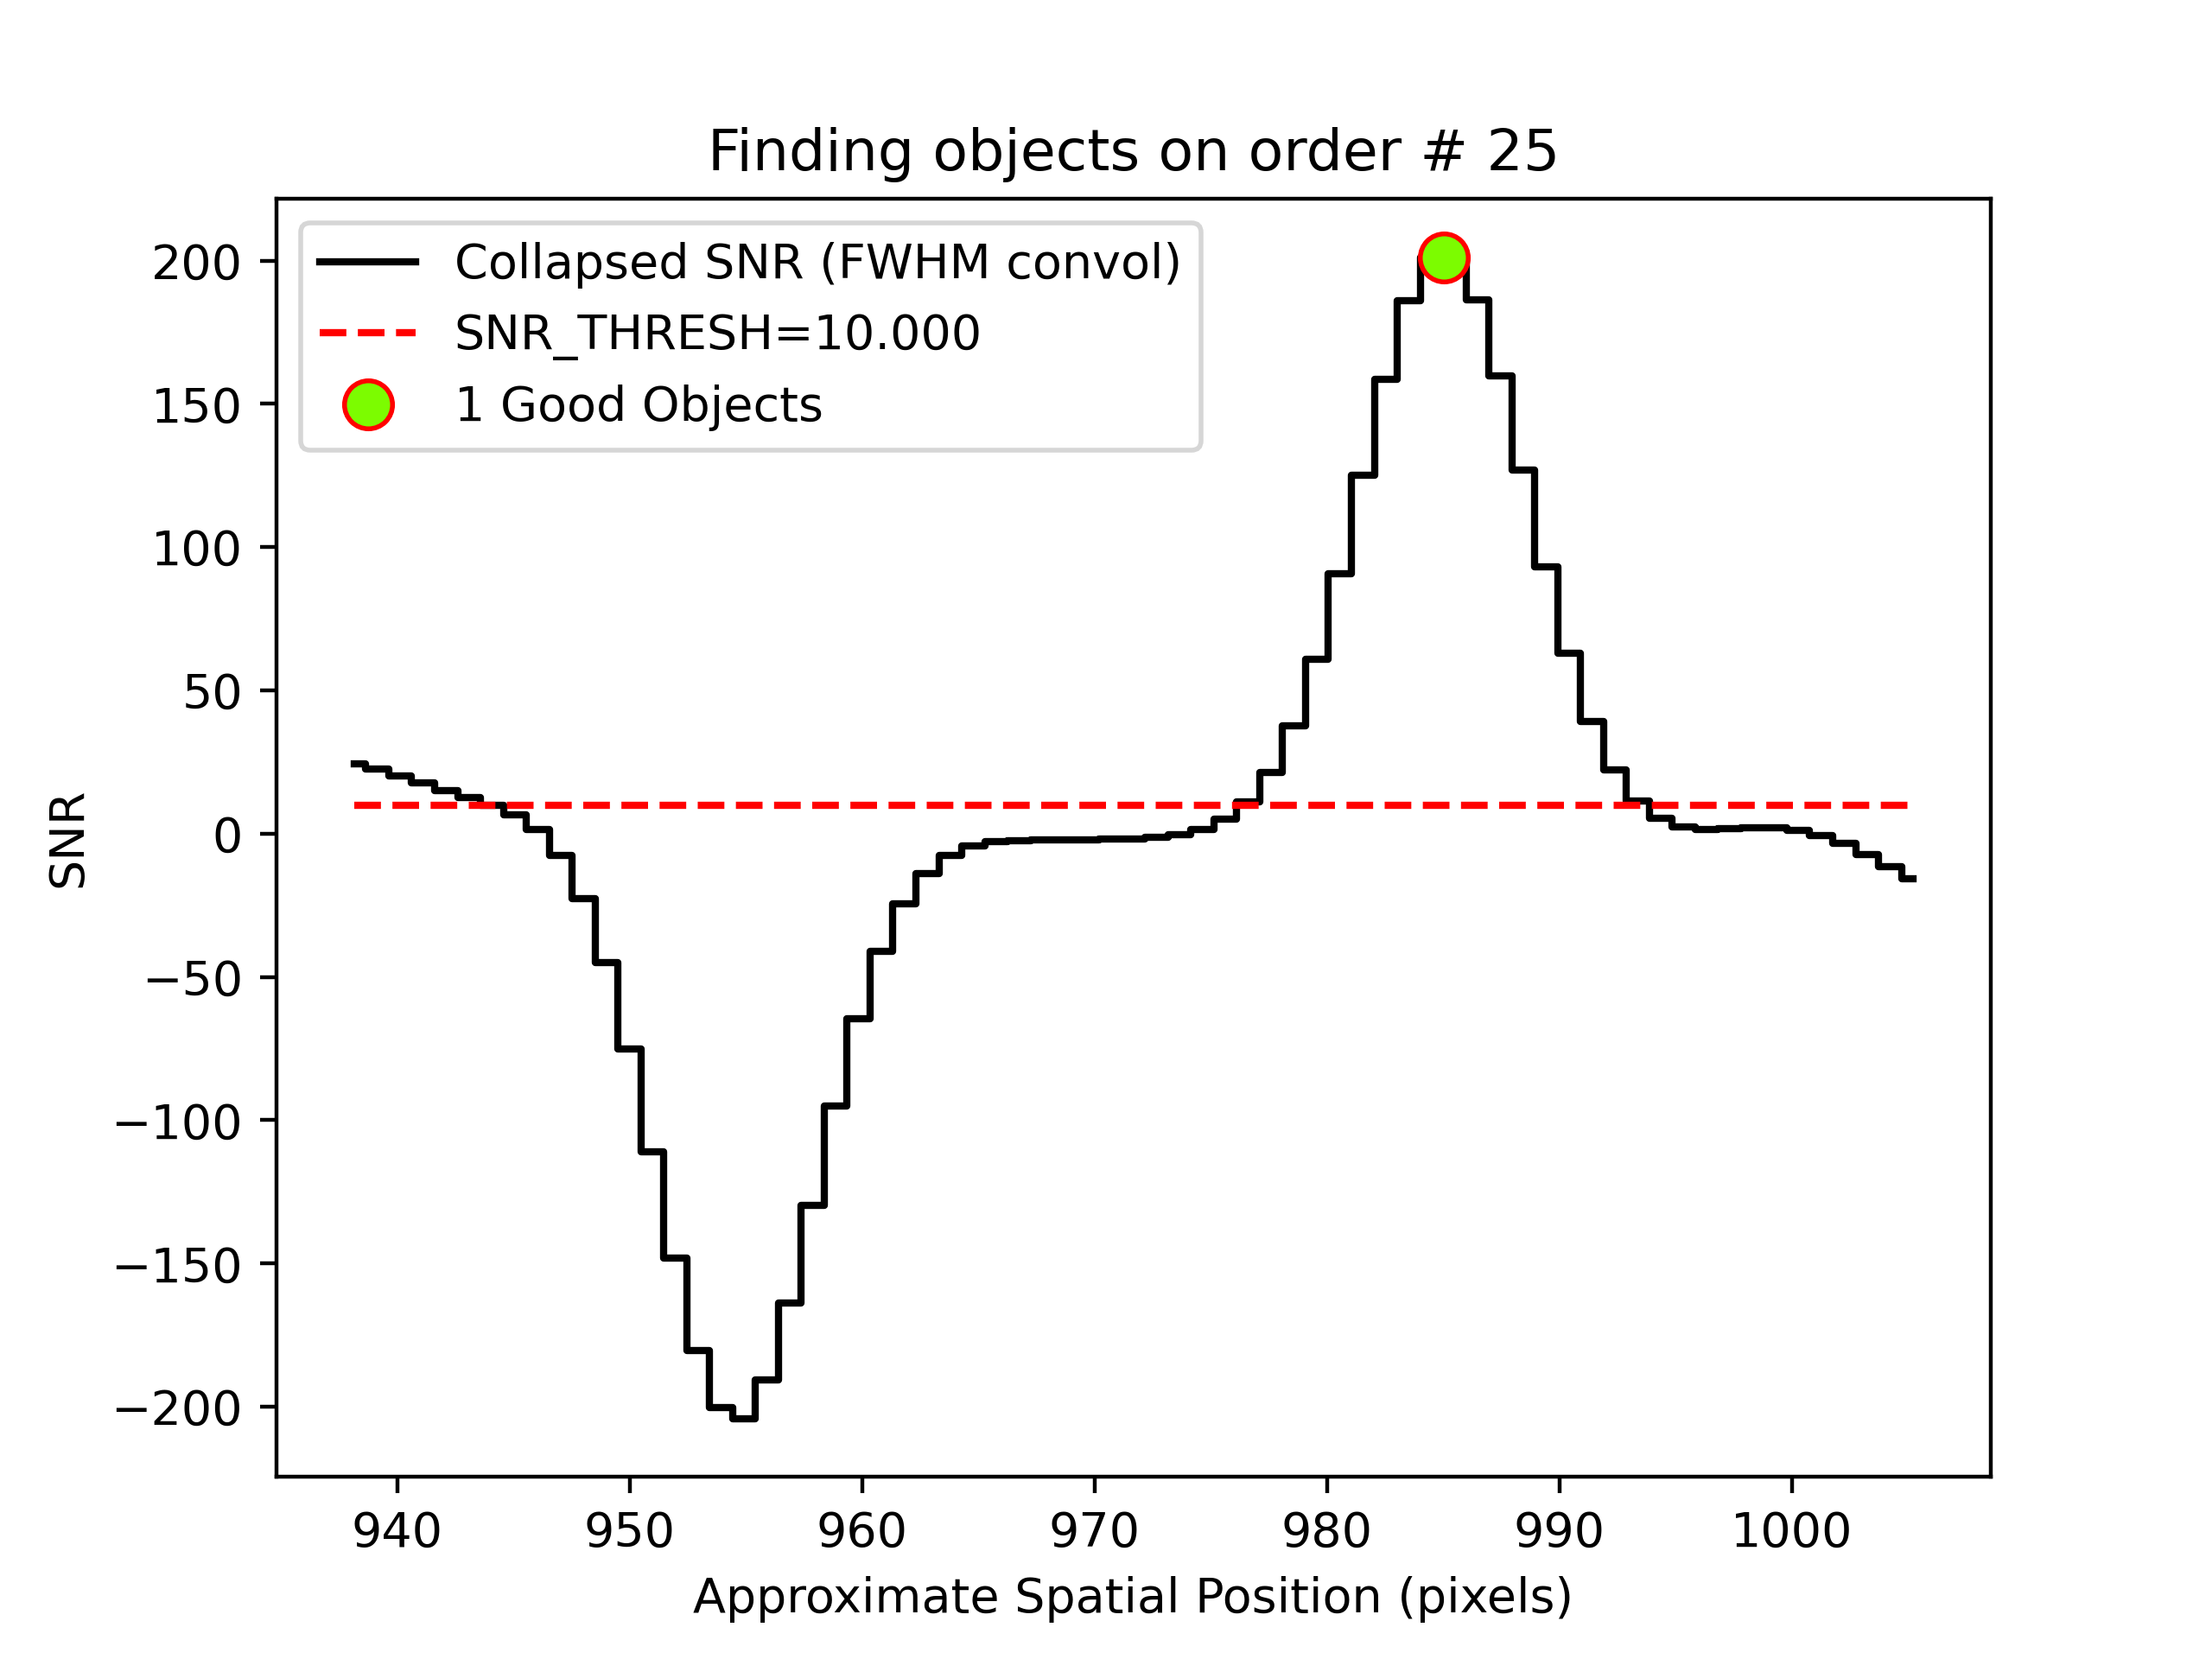 Finding objects on order # 25
Collapsed SNR (FWHM convol)
SNR_THRESH=10.000
1 Good Objects
200
150
100
50
0
−50
−100
−150
−200
SNR
940 950 960 970 980 990 1000
Approximate Spatial Position (pixels)